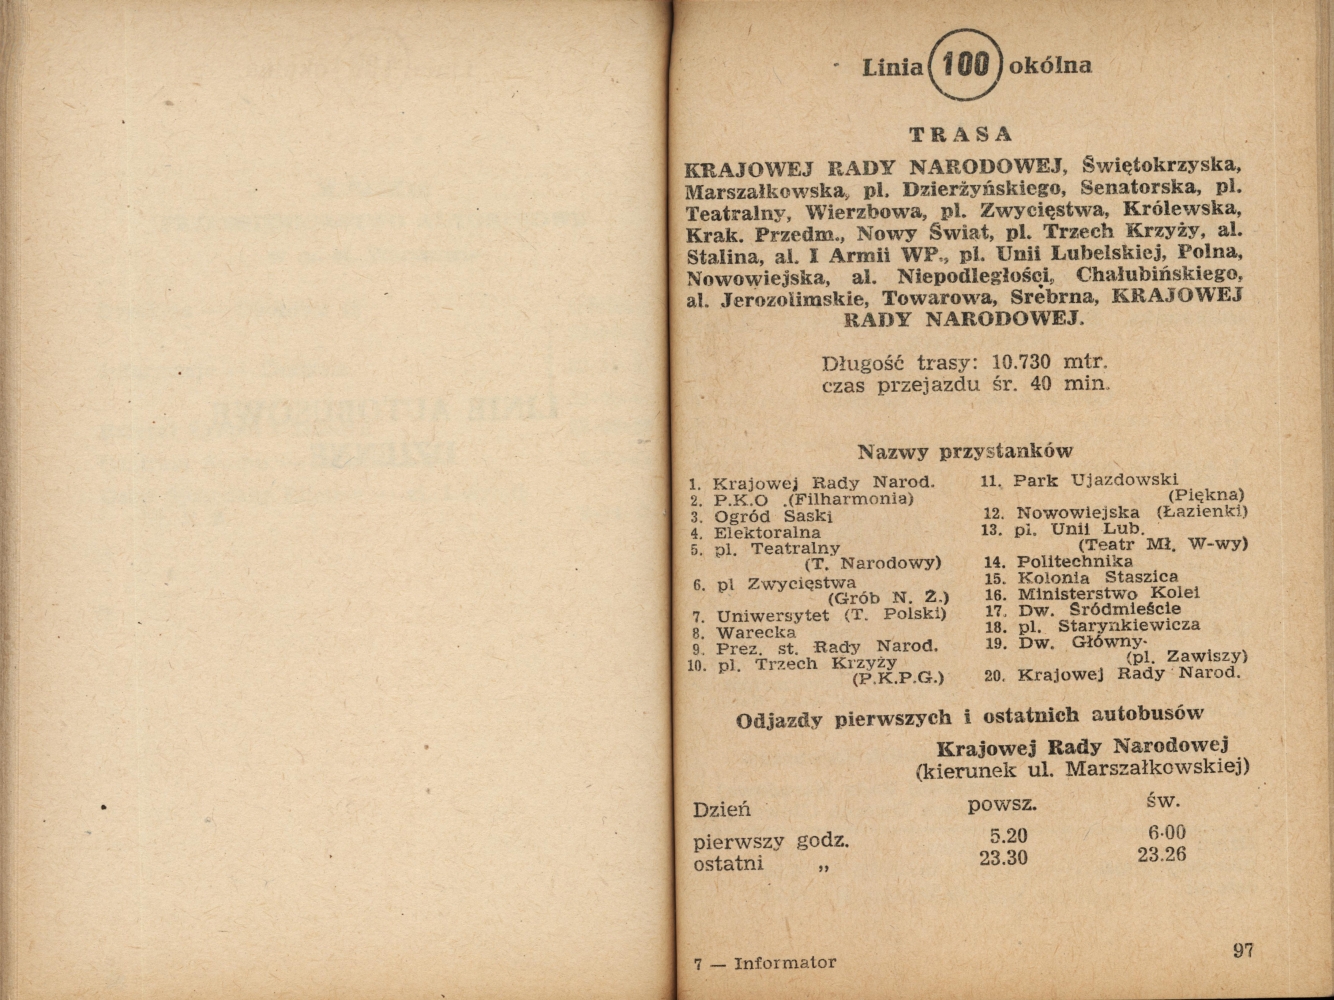 Linia 100 okólna
TRASA
KRAJOWEJ RADY NARODOWEJ, Świętokrzyska,
Marszałkowska, pl. Dzierżyńskiego, Senatorska, pl.
Teatralny, Wierzbowa, pl. Zwycięstwa, Królewska,
Krak. Przedm., Nowy Świat, pl. Trzech Krzyży, al.
Stalina, al. I Armii WP., pl. Unii Lubelskiej, Polna,
Nowowiejska, al. Niepodległości, Chałubińskiego,
al. Jerozolimskie, Towarowa, Srebrna, KRAJOWEJ
RADY NARODOWEJ.
Długość trasy: 10.730 mtr.
czas przejazdu śr. 40 min.
Nazwy przystanków
1. Krajowej Rady Narod.
2. P.K.O .(Filharmonia)
3. Ogród Saski
4. Elektoralna
5. pl. Teatralny
(T. Narodowy)
6. pl Zwycięstwa
(Grób N. Ż.)
7. Uniwersytet (T. Polski)
8. Warecka
9. Prez. st. Rady Narod.
10. pl. Trzech Krzyży
(P.K.P.G.)
11. Park Ujazdowski
(Piękna)
12. Nowowiejska (Łazienki)
13. pl. Unii Lub.
(Teatr Mł. W-wy)
14. Politechnika
15. Kolonia Staszica
16. Ministerstwo Kolei
17. Dw. Śródmieście
18. pl. Starynkiewicza
19. Dw. Główny
(pl. Zawiszy)
20. Krajowej Rady Narod.
Odjazdy pierwszych i ostatnich autobusów
Krajowej Rady Narodowej
(kierunek ul. Marszałkowskiej)
Dzień powsz. św.
pierwszy godz. 5.20 6.00
ostatni „ 23.30 23.26
7 — Informator
97